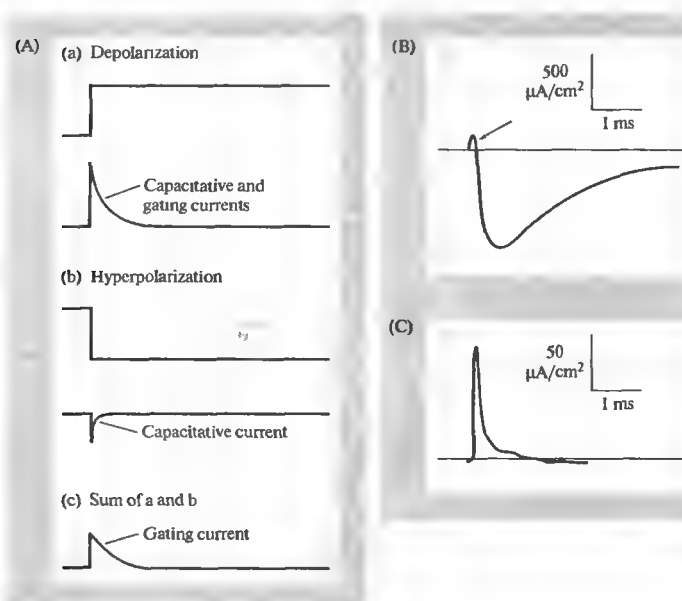 (A)
(a) Depolarization
Capacitative and
gating currents
(b) Hyperpolarization
Capacitative current
(c) Sum of a and b
Gating current
(B)
500
μA/cm²
1 ms
(C)
50
μA/cm²
1 ms